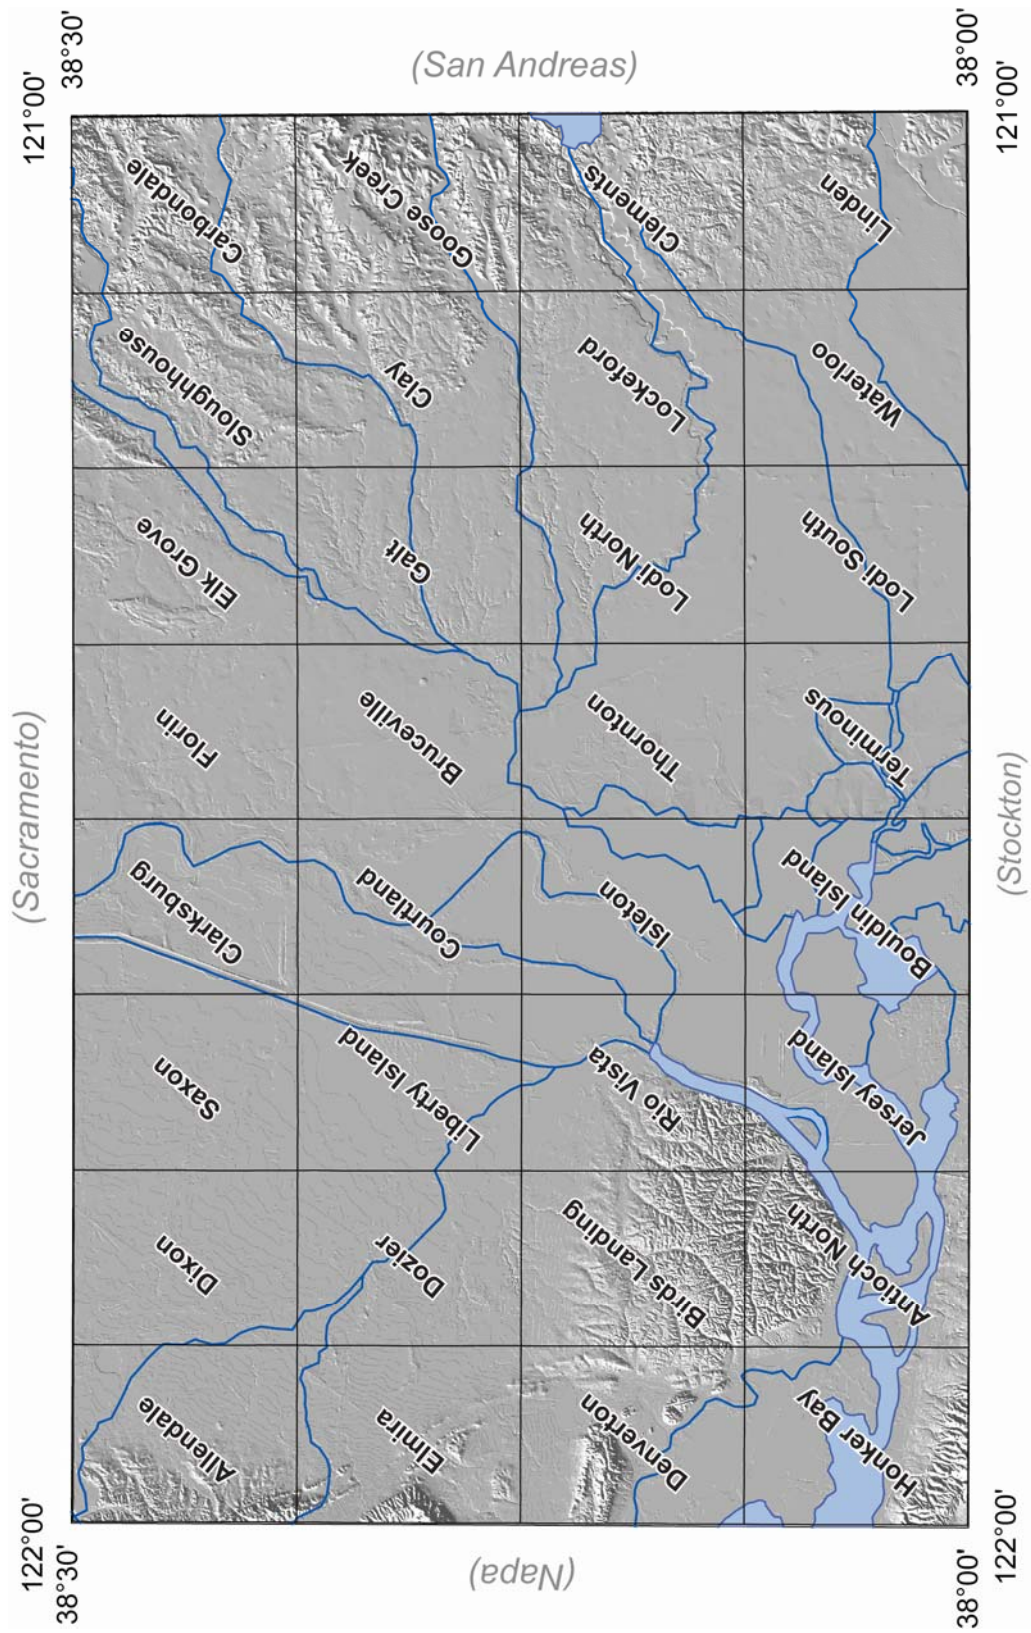 122°00'
(Sacramento)
121°00'
38°30'
38°30'
Allendale
Dixon
Saxon
Clarksburg
Florin
Elk Grove
Sloughhouse
Carbondale
Elmira
Dozier
Liberty Island
Courtland
Bruceville
Galt
Clay
Goose Creek
(Napa)
(San Andreas)
Denverton
Birds Landing
Rio Vista
Isleton
Thornton
Lodi North
Lockeford
Clements
Honker Bay
Antioch North
Jersey Island
Bouldin Island
Terminous
Lodi South
Waterloo
Linden
38°00'
38°00'
122°00'
(Stockton)
121°00'